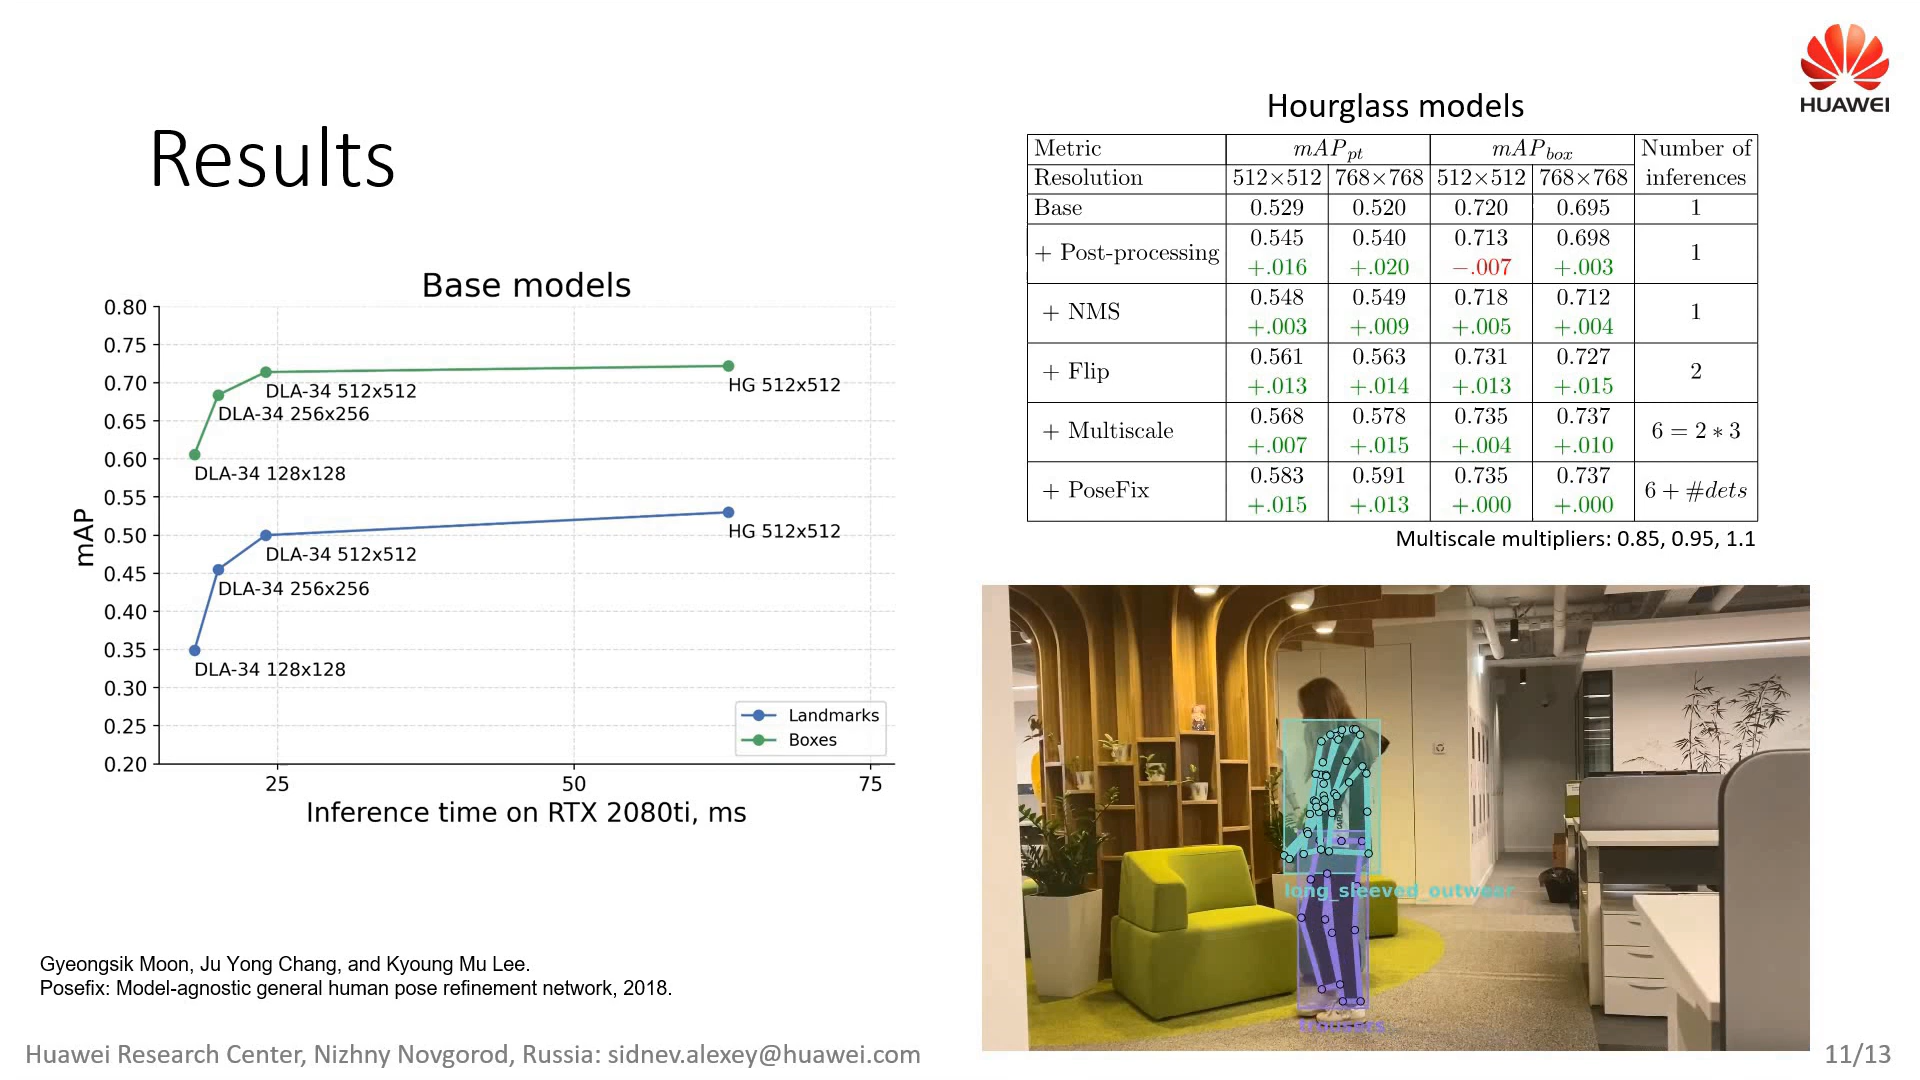 HUAWEI
Results
Base models
0.80
0.75
0.70
0.65
0.60
0.55
0.50
0.45
0.40
0.35
0.30
0.25
0.20
mAP
DLA-34 512x512
HG 512x512
DLA-34 256x256
DLA-34 128x128
HG 512x512
DLA-34 512x512
DLA-34 256x256
DLA-34 128x128
Landmarks
Boxes
25 50 75
Inference time on RTX 2080ti, ms
Hourglass models
Metric mAP_pt mAP_box Number of
Resolution 512×512 768×768 512×512 768×768 inferences
Base 0.529 0.520 0.720 0.695 1
+ Post-processing 0.545 0.540 0.713 0.698 1
+.016 +.020 −.007 +.003
+ NMS 0.548 0.549 0.718 0.712 1
+.003 +.009 +.005 +.004
+ Flip 0.561 0.563 0.731 0.727 2
+.013 +.014 +.013 +.015
+ Multiscale 0.568 0.578 0.735 0.737 6 = 2 * 3
+.007 +.015 +.004 +.010
+ PoseFix 0.583 0.591 0.735 0.737 6 + #dets
+.015 +.013 +.000 +.000
Multiscale multipliers: 0.85, 0.95, 1.1
long_sleeved_outwear
trousers
Gyeongsik Moon, Ju Yong Chang, and Kyoung Mu Lee.
Posefix: Model-agnostic general human pose refinement network, 2018.
Huawei Research Center, Nizhny Novgorod, Russia: sidnev.alexey@huawei.com
11/13